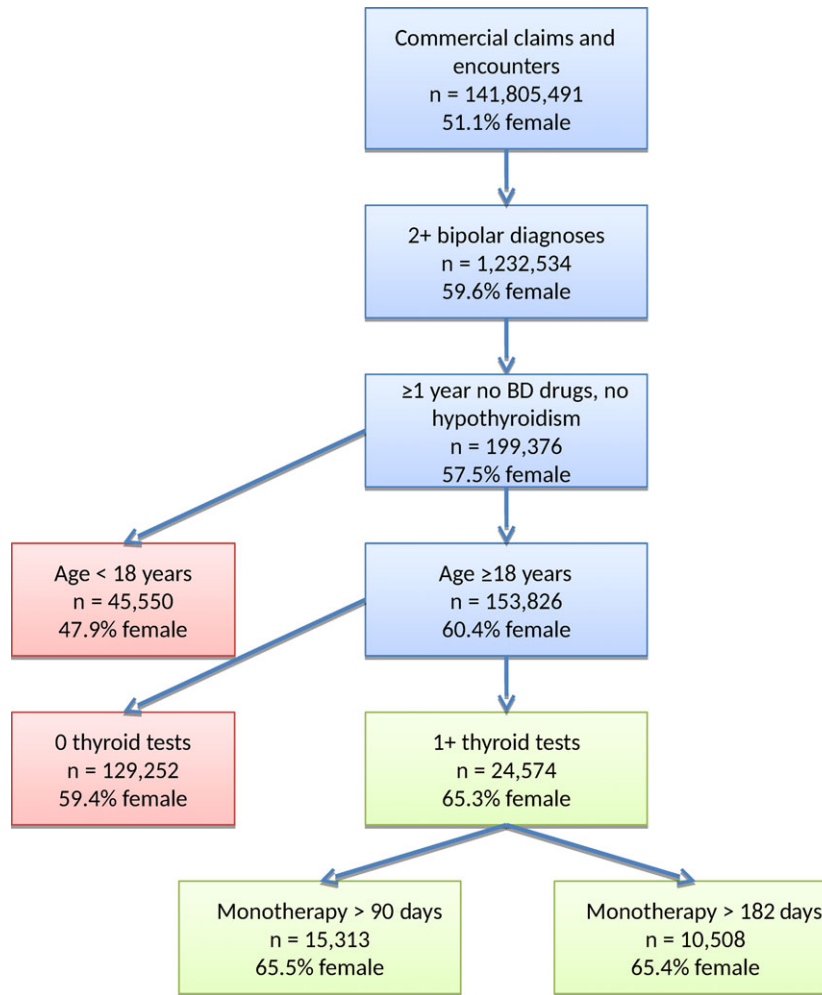 Commercial claims and
encounters
n = 141,805,491
51.1% female
2+ bipolar diagnoses
n = 1,232,534
59.6% female
≥1 year no BD drugs, no
hypothyroidism
n = 199,376
57.5% female
Age < 18 years
n = 45,550
47.9% female
Age ≥18 years
n = 153,826
60.4% female
0 thyroid tests
n = 129,252
59.4% female
1+ thyroid tests
n = 24,574
65.3% female
Monotherapy > 90 days
n = 15,313
65.5% female
Monotherapy > 182 days
n = 10,508
65.4% female